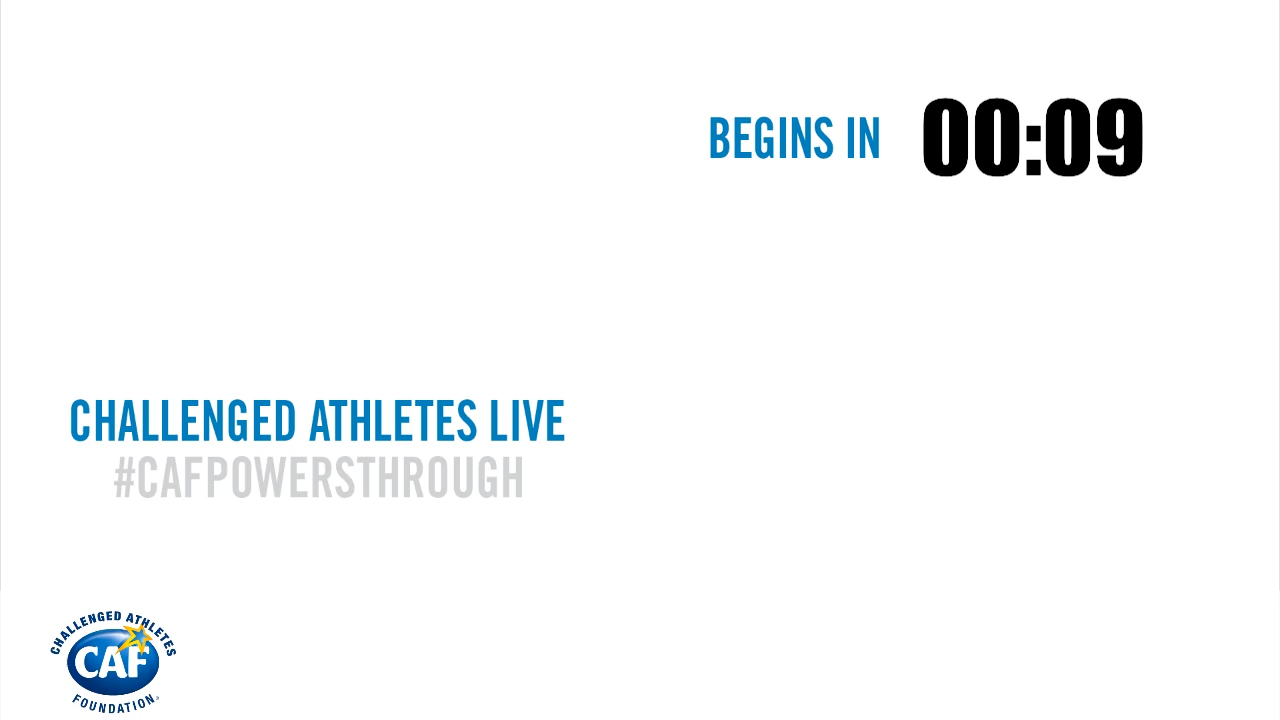 BEGINS IN 00:09
CHALLENGED ATHLETES LIVE
#CAFPOWERSTHROUGH
CHALLENGED ATHLETES
CAF
FOUNDATION